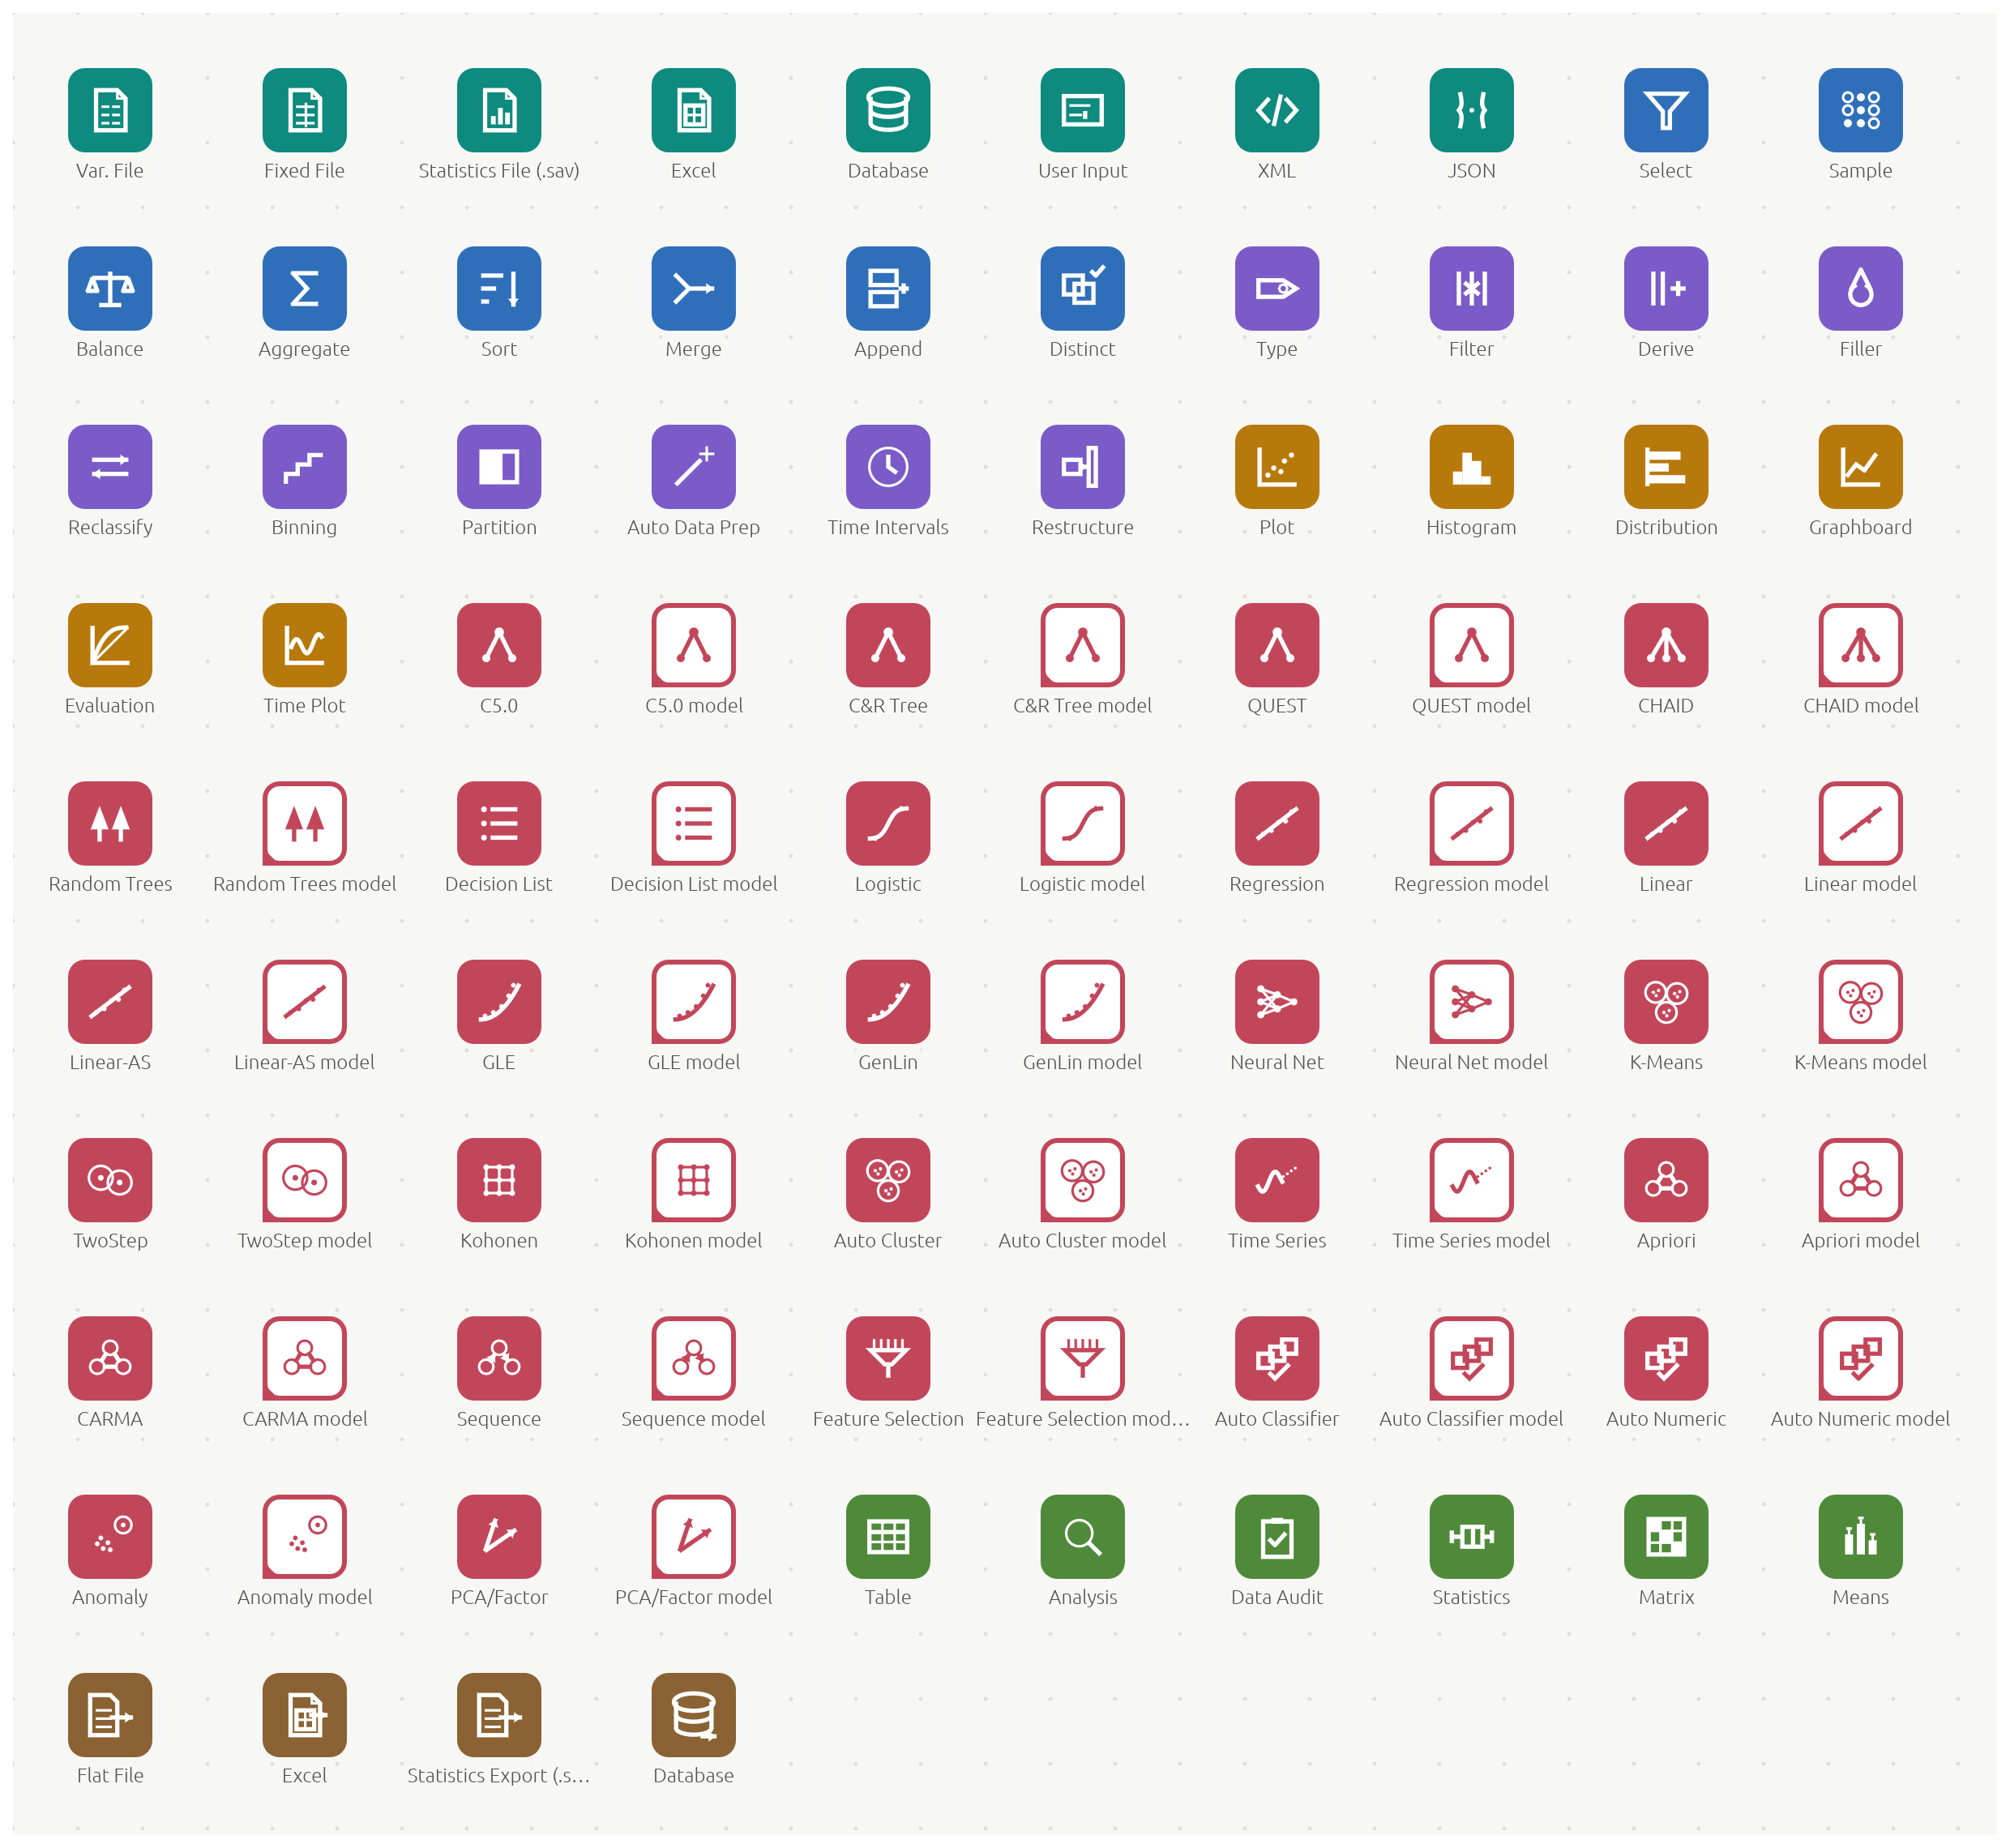 Var. File
Fixed File
Statistics File (.sav)
Excel
Database
User Input
XML
JSON
Select
Sample
Balance
Aggregate
Sort
Merge
Append
Distinct
Type
Filter
Derive
Filler
Reclassify
Binning
Partition
Auto Data Prep
Time Intervals
Restructure
Plot
Histogram
Distribution
Graphboard
Evaluation
Time Plot
C5.0
C5.0 model
C&R Tree
C&R Tree model
QUEST
QUEST model
CHAID
CHAID model
Random Trees
Random Trees model
Decision List
Decision List model
Logistic
Logistic model
Regression
Regression model
Linear
Linear model
Linear-AS
Linear-AS model
GLE
GLE model
GenLin
GenLin model
Neural Net
Neural Net model
K-Means
K-Means model
TwoStep
TwoStep model
Kohonen
Kohonen model
Auto Cluster
Auto Cluster model
Time Series
Time Series model
Apriori
Apriori model
CARMA
CARMA model
Sequence
Sequence model
Feature Selection
Feature Selection mod...
Auto Classifier
Auto Classifier model
Auto Numeric
Auto Numeric model
Anomaly
Anomaly model
PCA/Factor
PCA/Factor model
Table
Analysis
Data Audit
Statistics
Matrix
Means
Flat File
Excel
Statistics Export (.s...
Database